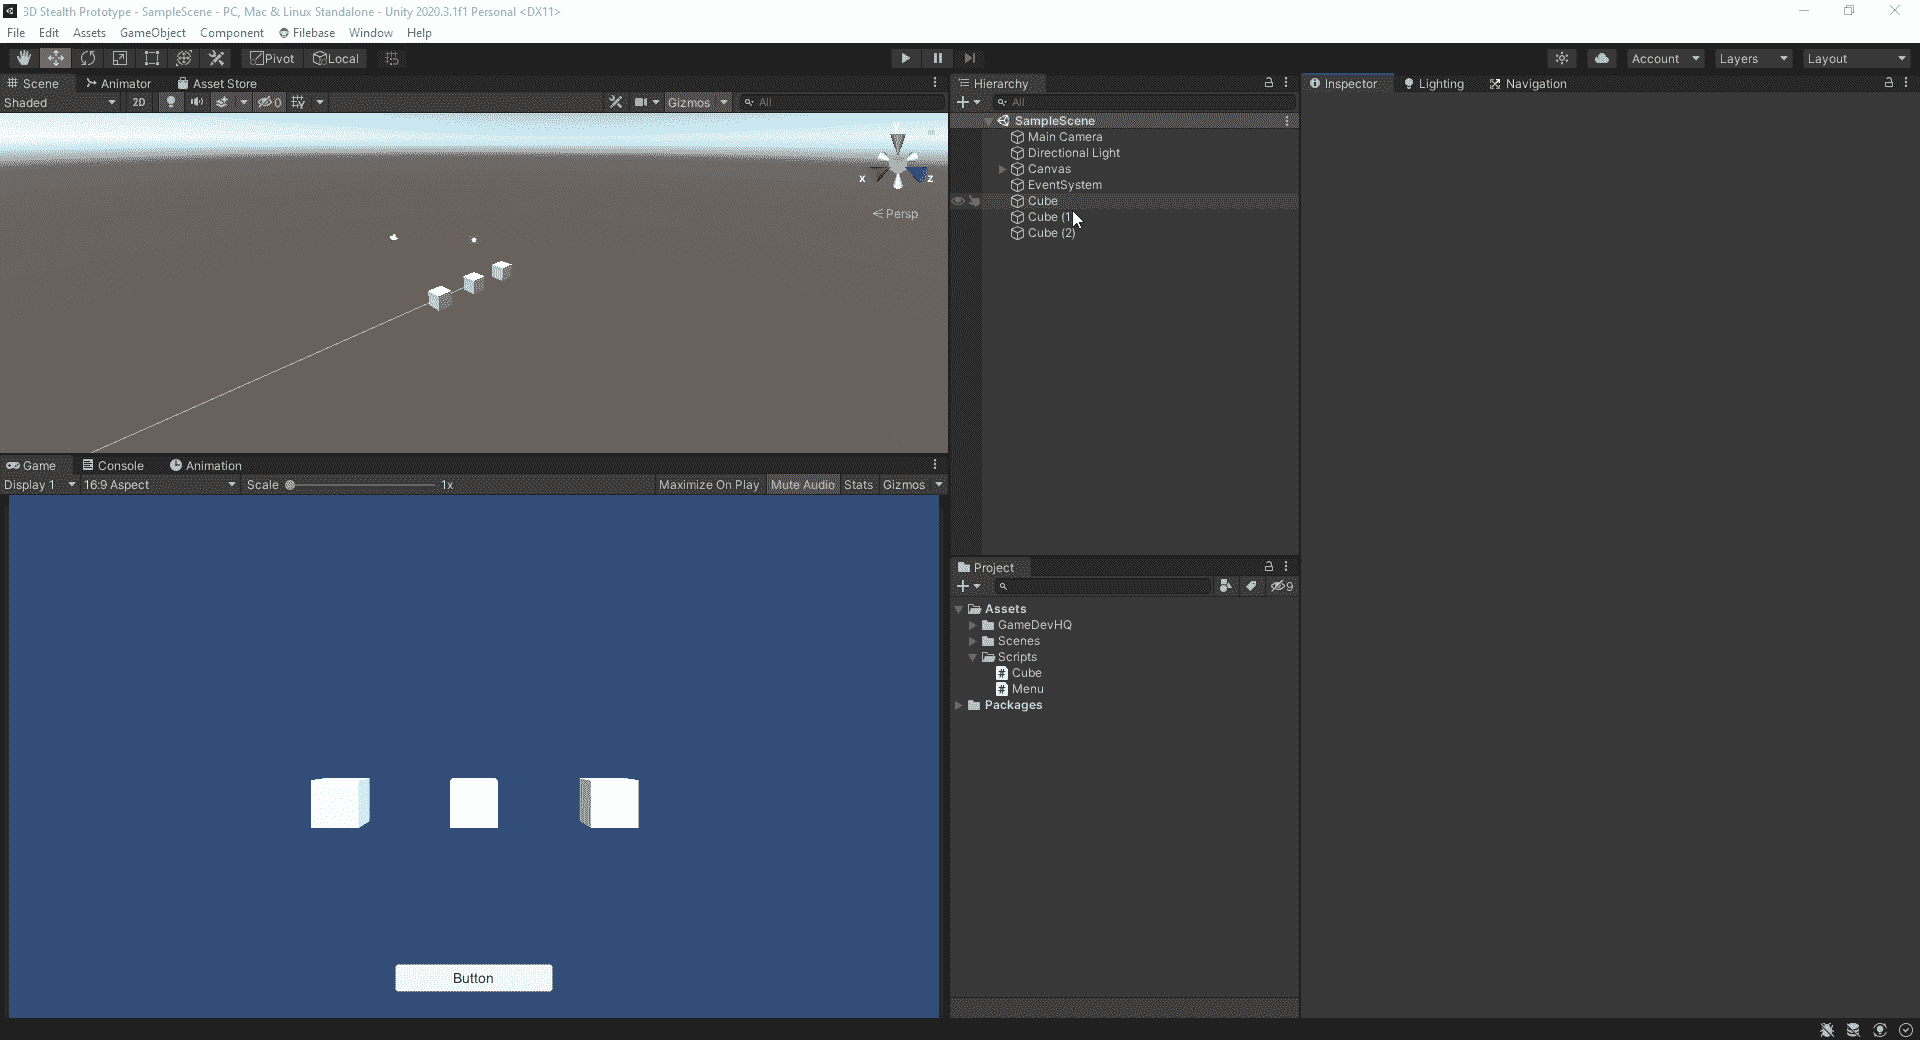 3D Stealth Prototype - SampleScene - PC, Mac & Linux Standalone - Unity 2020.3.1f1 Personal <DX11>
File Edit Assets GameObject Component Filebase Window Help
Pivot Local Account Layers Layout
Scene Animator Asset Store
Shaded 2D 0 Gizmos All
y
x z
Persp
Hierarchy
All
SampleScene
Main Camera
Directional Light
Canvas
EventSystem
Cube
Cube (1
Cube (2)
Inspector Lighting Navigation
Game Console Animation
Display 1 16:9 Aspect Scale 1x Maximize On Play Mute Audio Stats Gizmos
Button
Project
9
Assets
GameDevHQ
Scenes
Scripts
# Cube
# Menu
Packages